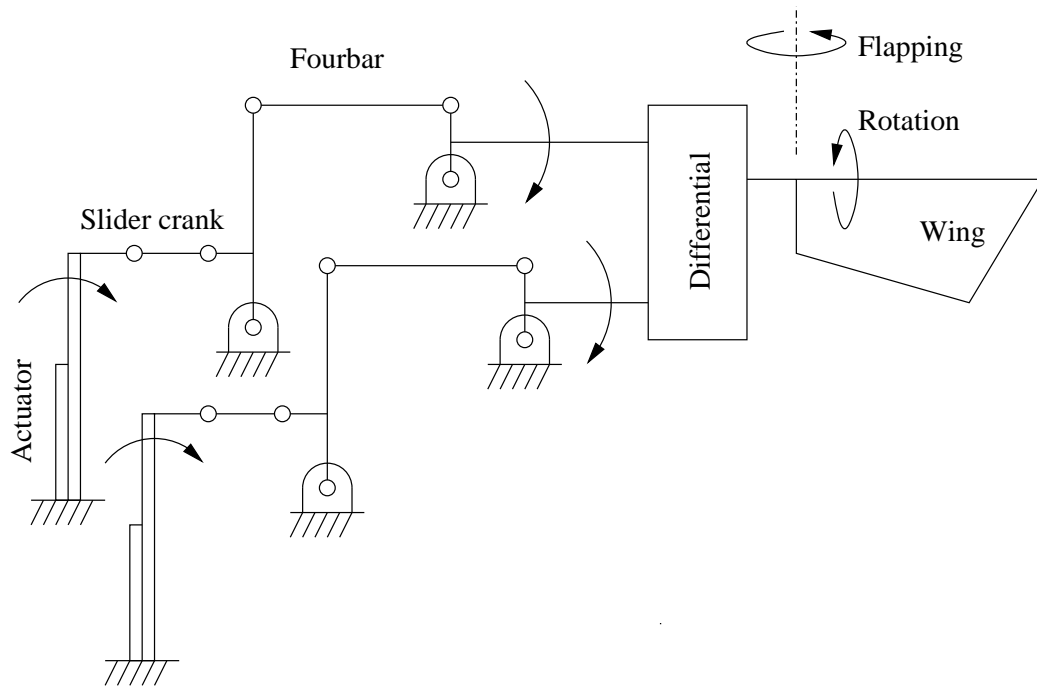 Flapping
Fourbar
Rotation
Slider crank
Differential
Wing
Actuator